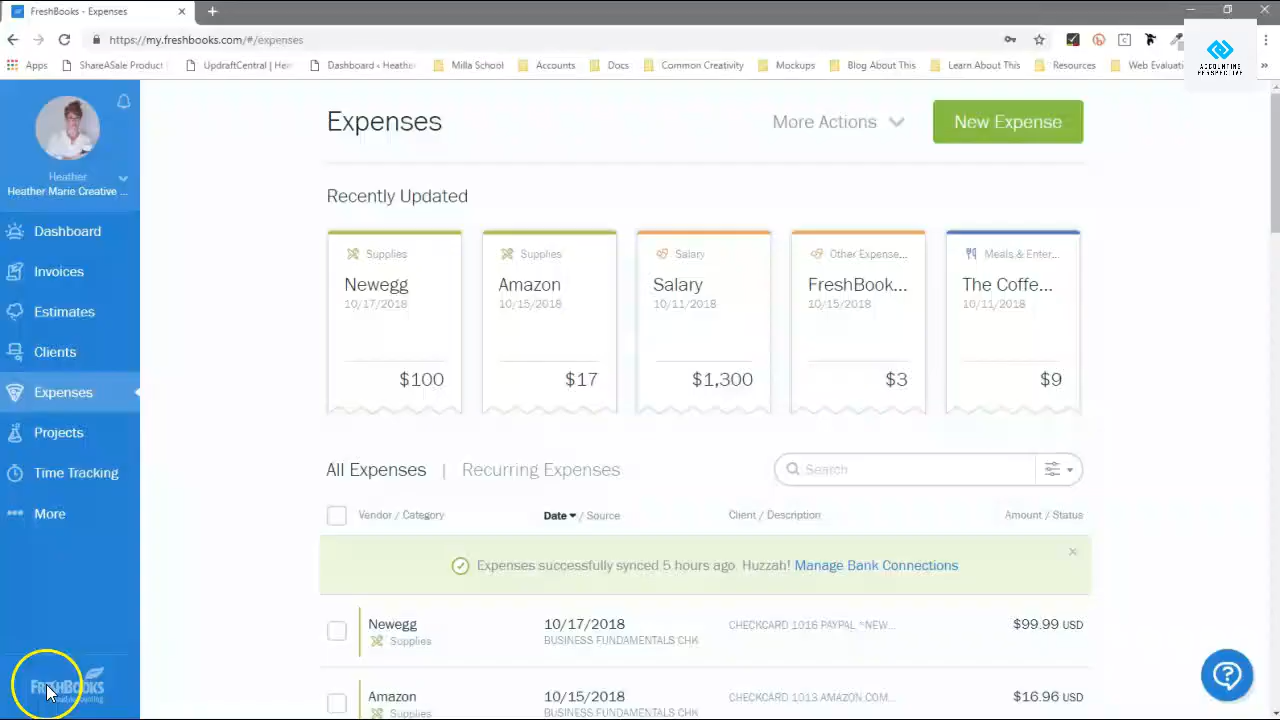 FreshBooks - Expenses
https://my.freshbooks.com/#/expenses
Apps ShareASale Product UpdraftCentral | Hea Dashboard ‹ Heathe Milla School Accounts Docs Common Creativity Mockups Blog About This Learn About This Resources Web Evaluati »
ACCOUNTING
PERSPECTIVE
Heather
Heather Marie Creative ...
Dashboard
Invoices
Estimates
Clients
Expenses
Projects
Time Tracking
More
FRESHBOOKS
Expenses More Actions New Expense
Recently Updated
Supplies Supplies Salary Other Expense... Meals & Enter...
Newegg Amazon Salary FreshBook... The Coffe...
10/17/2018 10/15/2018 10/11/2018 10/15/2018 10/11/2018
$100 $17 $1,300 $3 $9
All Expenses | Recurring Expenses Search
Vendor / Category Date / Source Client / Description Amount / Status
Expenses successfully synced 5 hours ago. Huzzah! Manage Bank Connections
Newegg 10/17/2018 CHECKCARD 1016 PAYPAL *NEW... $99.99 USD
Supplies BUSINESS FUNDAMENTALS CHK
Amazon 10/15/2018 CHECKCARD 1013 AMAZON COM... $16.96 USD
Supplies BUSINESS FUNDAMENTALS CHK